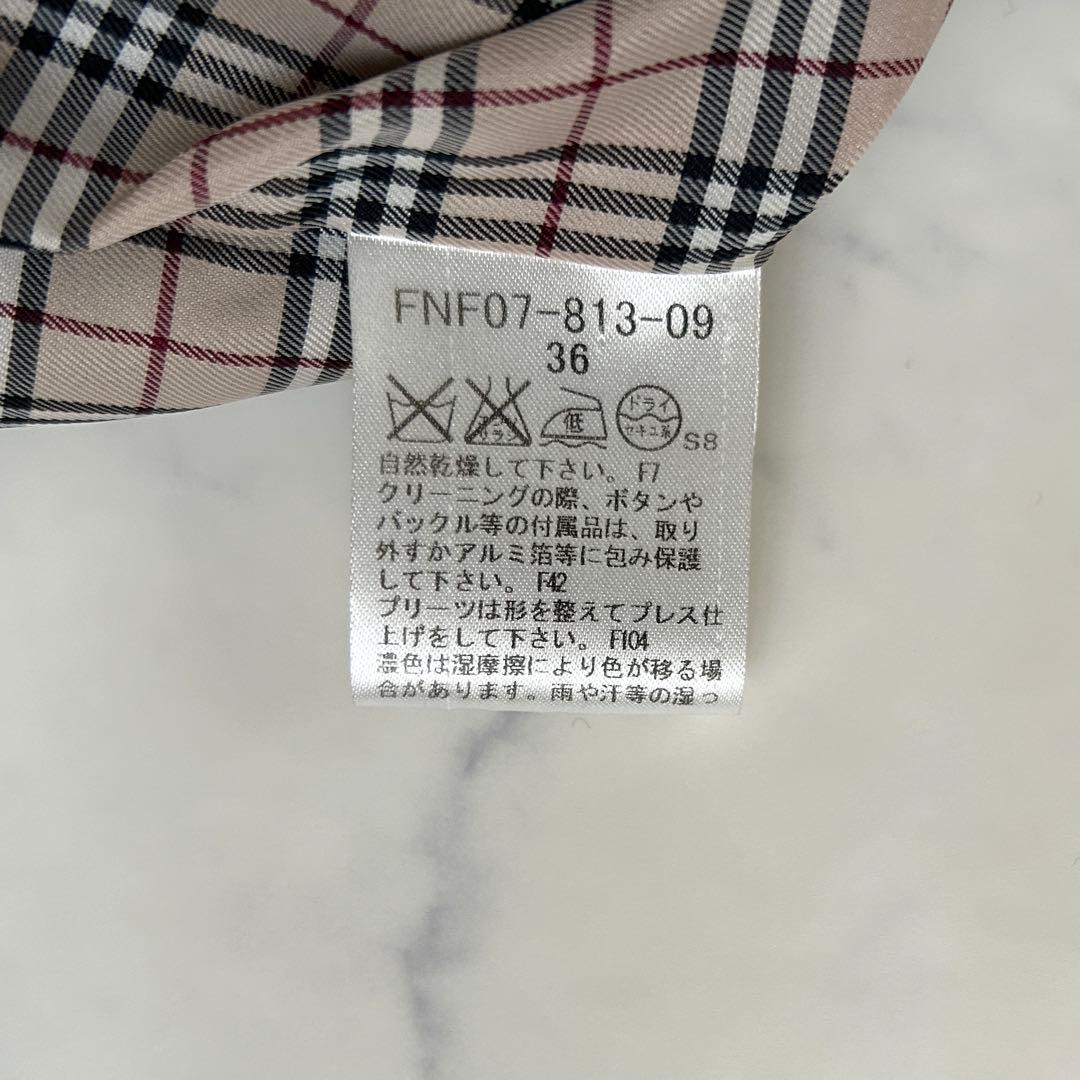 FNF07-813-09
36
エンソ
サラシ
低
ドライ
セキユ系
S8
自然乾燥して下さい。F7
クリーニングの際、ボタンや
バックル等の付属品は、取り
外すかアルミ箔等に包み保護
して下さい。F42
プリーツは形を整えてプレス仕
上げをして下さい。F104
濃色は湿摩擦により色が移る場
合があります。雨や汗等の湿っ